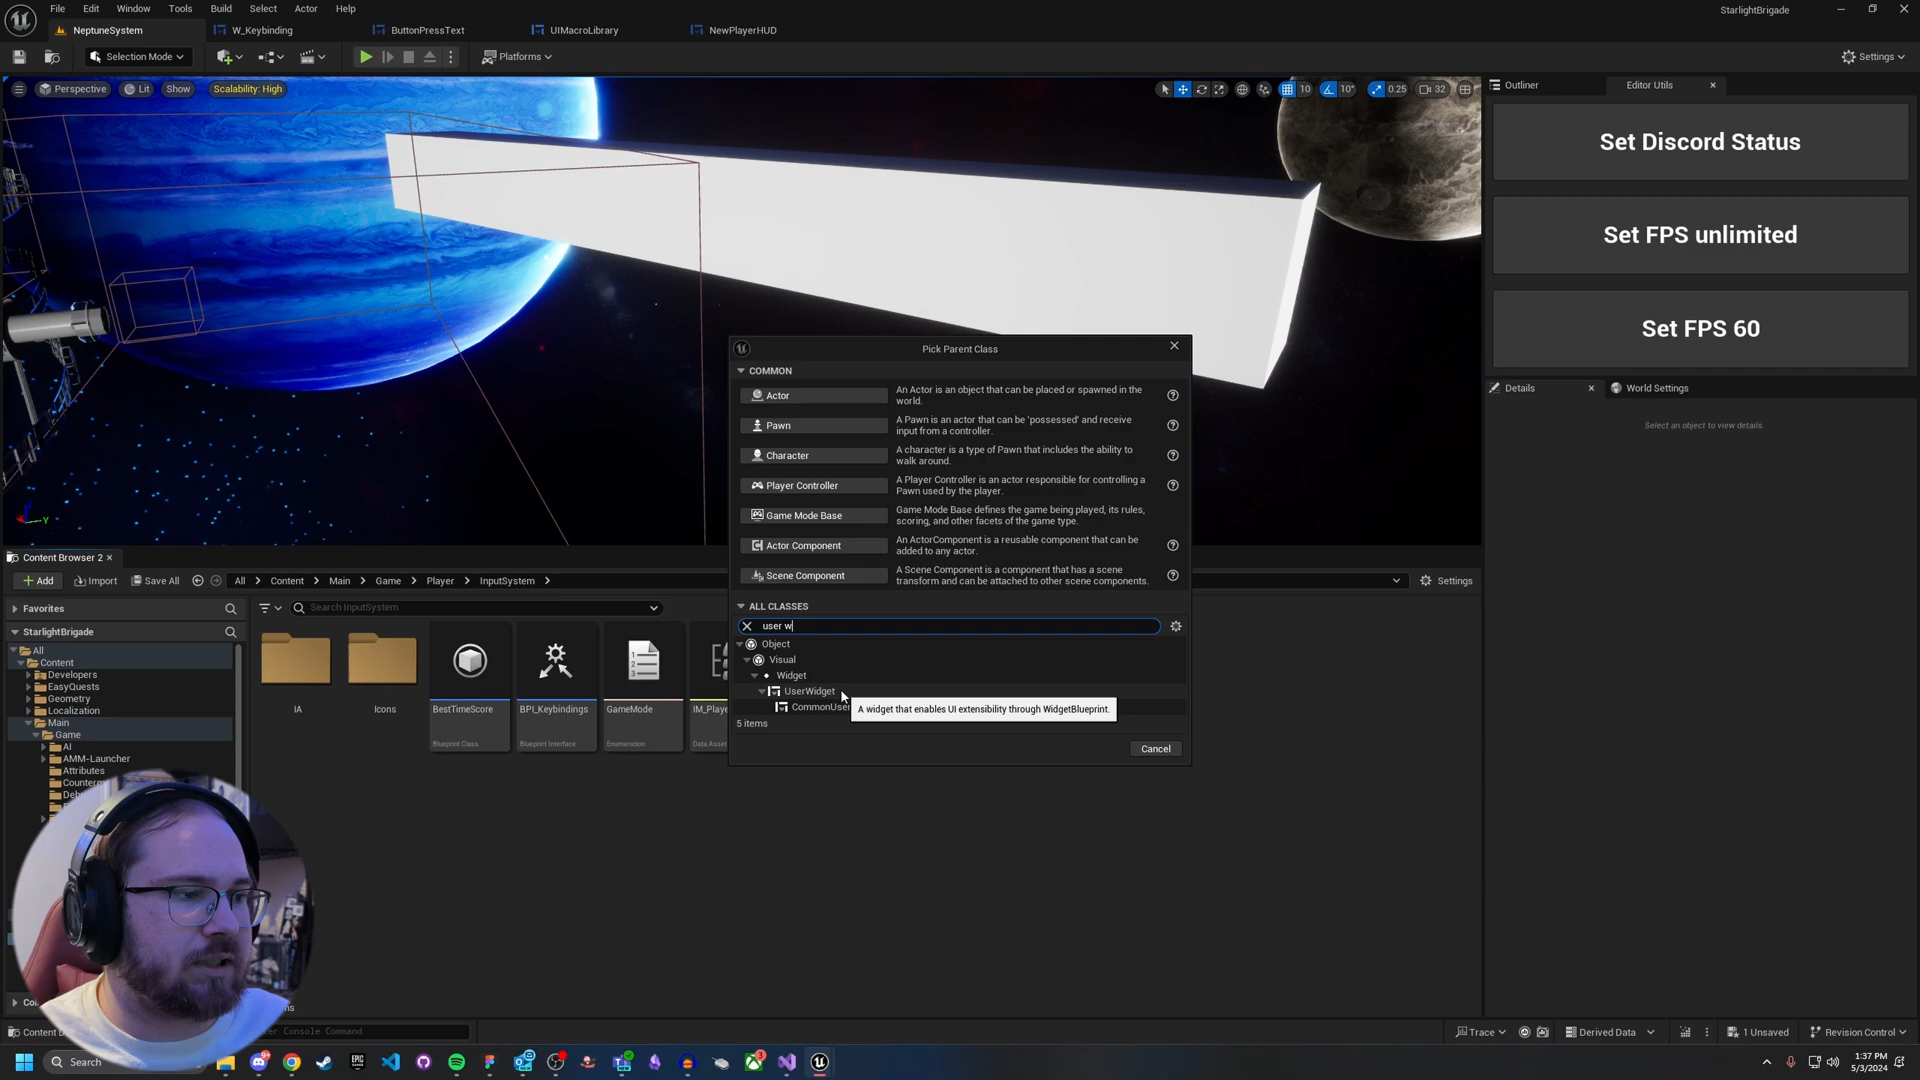 File Edit Window Tools Build Select Actor Help
StarlightBrigade
NeptuneSystem
W_Keybinding
ButtonPressText
UIMacroLibrary
NewPlayerHUD
Selection Mode
Platforms
Settings
Perspective
Lit
Show
Scalability: High
10
10°
0.25
32
Outliner
Editor Utils
Set Discord Status
Set FPS unlimited
Set FPS 60
Details
World Settings
Select an object to view details.
Y
Pick Parent Class
COMMON
Actor
An Actor is an object that can be placed or spawned in the
world.
Pawn
A Pawn is an actor that can be 'possessed' and receive
input from a controller.
Character
A character is a type of Pawn that includes the ability to
walk around.
Player Controller
A Player Controller is an actor responsible for controlling a
Pawn used by the player.
Game Mode Base
Game Mode Base defines the game being played, its rules,
scoring, and other facets of the game type.
Actor Component
An ActorComponent is a reusable component that can be
added to any actor.
Scene Component
A Scene Component is a component that has a scene
transform and can be attached to other scene components.
ALL CLASSES
user w
Object
Visual
Widget
UserWidget
CommonUser
A widget that enables UI extensibility through WidgetBlueprint.
5 items
Cancel
Content Browser 2
Add
Import
Save All
All
Content
Main
Game
Player
InputSystem
Settings
Favorites
Search InputSystem
StarlightBrigade
All
Content
Developers
EasyQuests
Geometry
Localization
Main
Game
AI
AMM-Launcher
Attributes
IA
Icons
BestTimeScore
Blueprint Class
BPI_Keybindings
Blueprint Interface
GameMode
Enumeration
IM_Playe
Data Asset
Console Command
Trace
Derived Data
1 Unsaved
Revision Control
Search
1:37 PM
5/3/2024